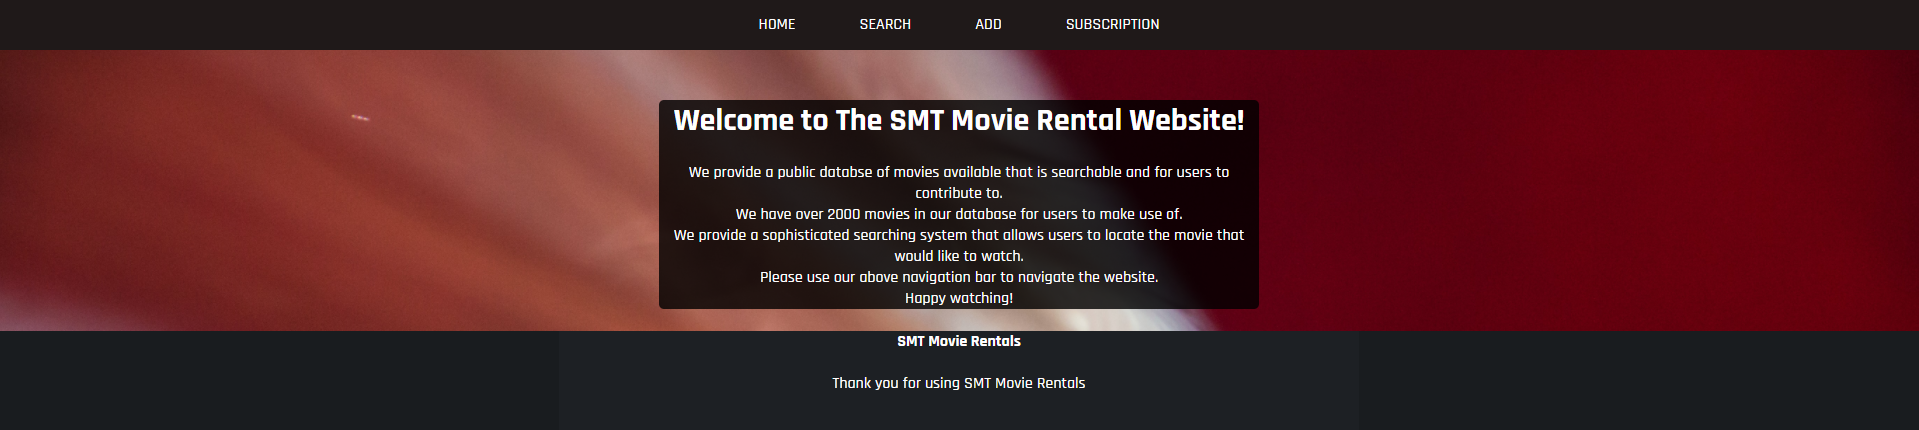 HOME SEARCH ADD SUBSCRIPTION
Welcome to The SMT Movie Rental Website!
We provide a public databse of movies available that is searchable and for users to
contribute to.
We have over 2000 movies in our database for users to make use of.
We provide a sophisticated searching system that allows users to locate the movie that
would like to watch.
Please use our above navigation bar to navigate the website.
Happy watching!
SMT Movie Rentals
Thank you for using SMT Movie Rentals